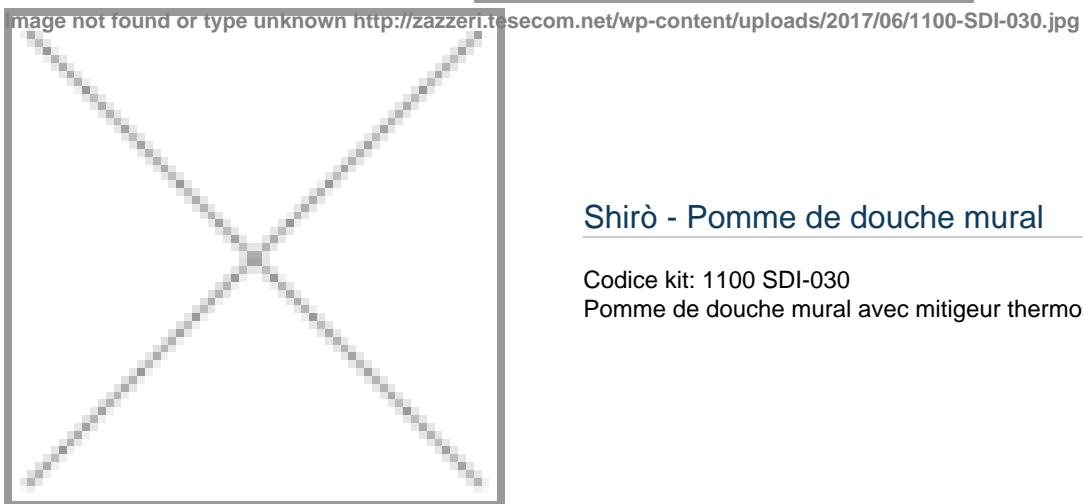 Image not found or type unknown http://zazzeri.tesecom.net/wp-content/uploads/2017/06/1100-SDI-030.jpg
Shirò - Pomme de douche mural
Codice kit: 1100 SDI-030
Pomme de douche mural avec mitigeur thermo